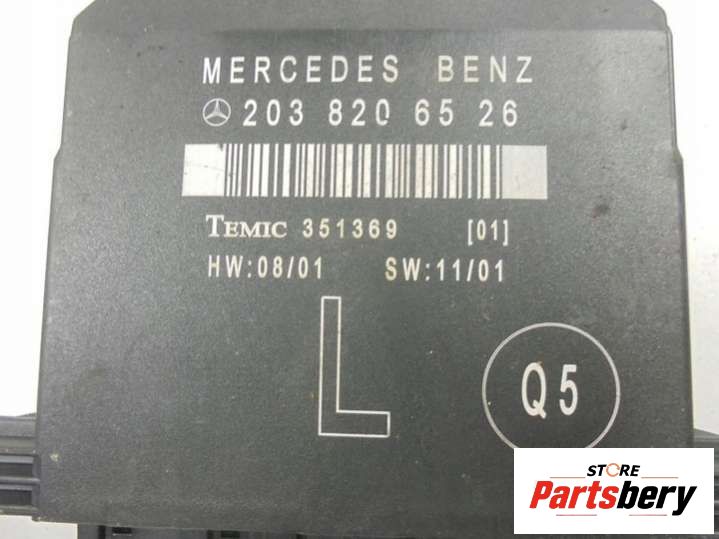 MERCEDES BENZ
203 820 65 26
TEMIC 351369 [01]
HW:08/01 SW:11/01
L
Q5
STORE
Partsbery